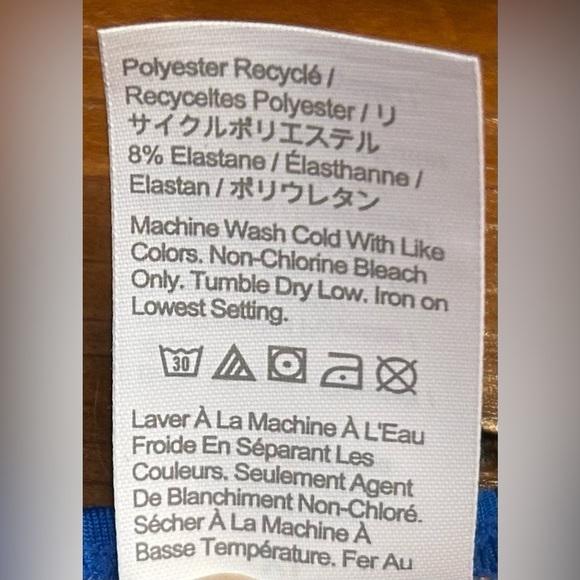 Polyester Recyclé /
Recyceltes Polyester / リ
サイクルポリエステル
8% Elastane / Élasthanne /
Elastan / ポリウレタン
Machine Wash Cold With Like
Colors. Non-Chlorine Bleach
Only. Tumble Dry Low. Iron on
Lowest Setting.
30
Laver À La Machine À L'Eau
Froide En Séparant Les
Couleurs. Seulement Agent
De Blanchiment Non-Chloré.
Sécher À La Machine À
Basse Température. Fer Au